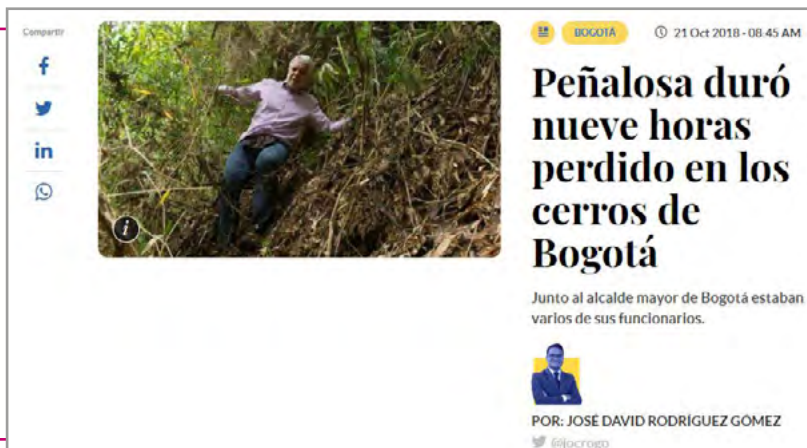 Compartir
BOGOTÁ
21 Oct 2018 - 08:45 AM
Peñalosa duró
nueve horas
perdido en los
cerros de
Bogotá
Junto al alcalde mayor de Bogotá estaban
varios de sus funcionarios.
POR: JOSÉ DAVID RODRÍGUEZ GÓMEZ
@jocrogo